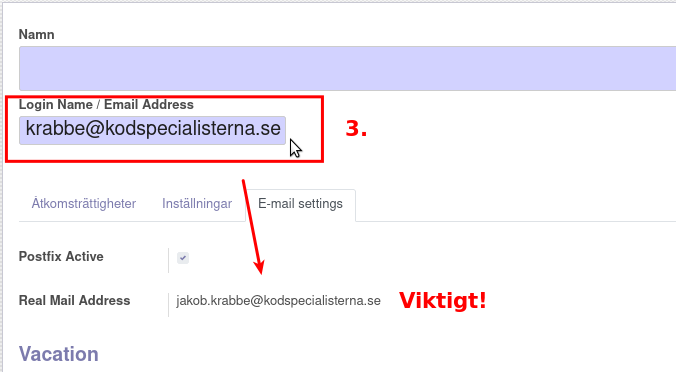 Namn
Login Name / Email Address
krabbe@kodspecialisterna.se
3.
Åtkomsträttigheter Inställningar E-mail settings
Postfix Active
Real Mail Address jakob.krabbe@kodspecialisterna.se Viktigt!
Vacation